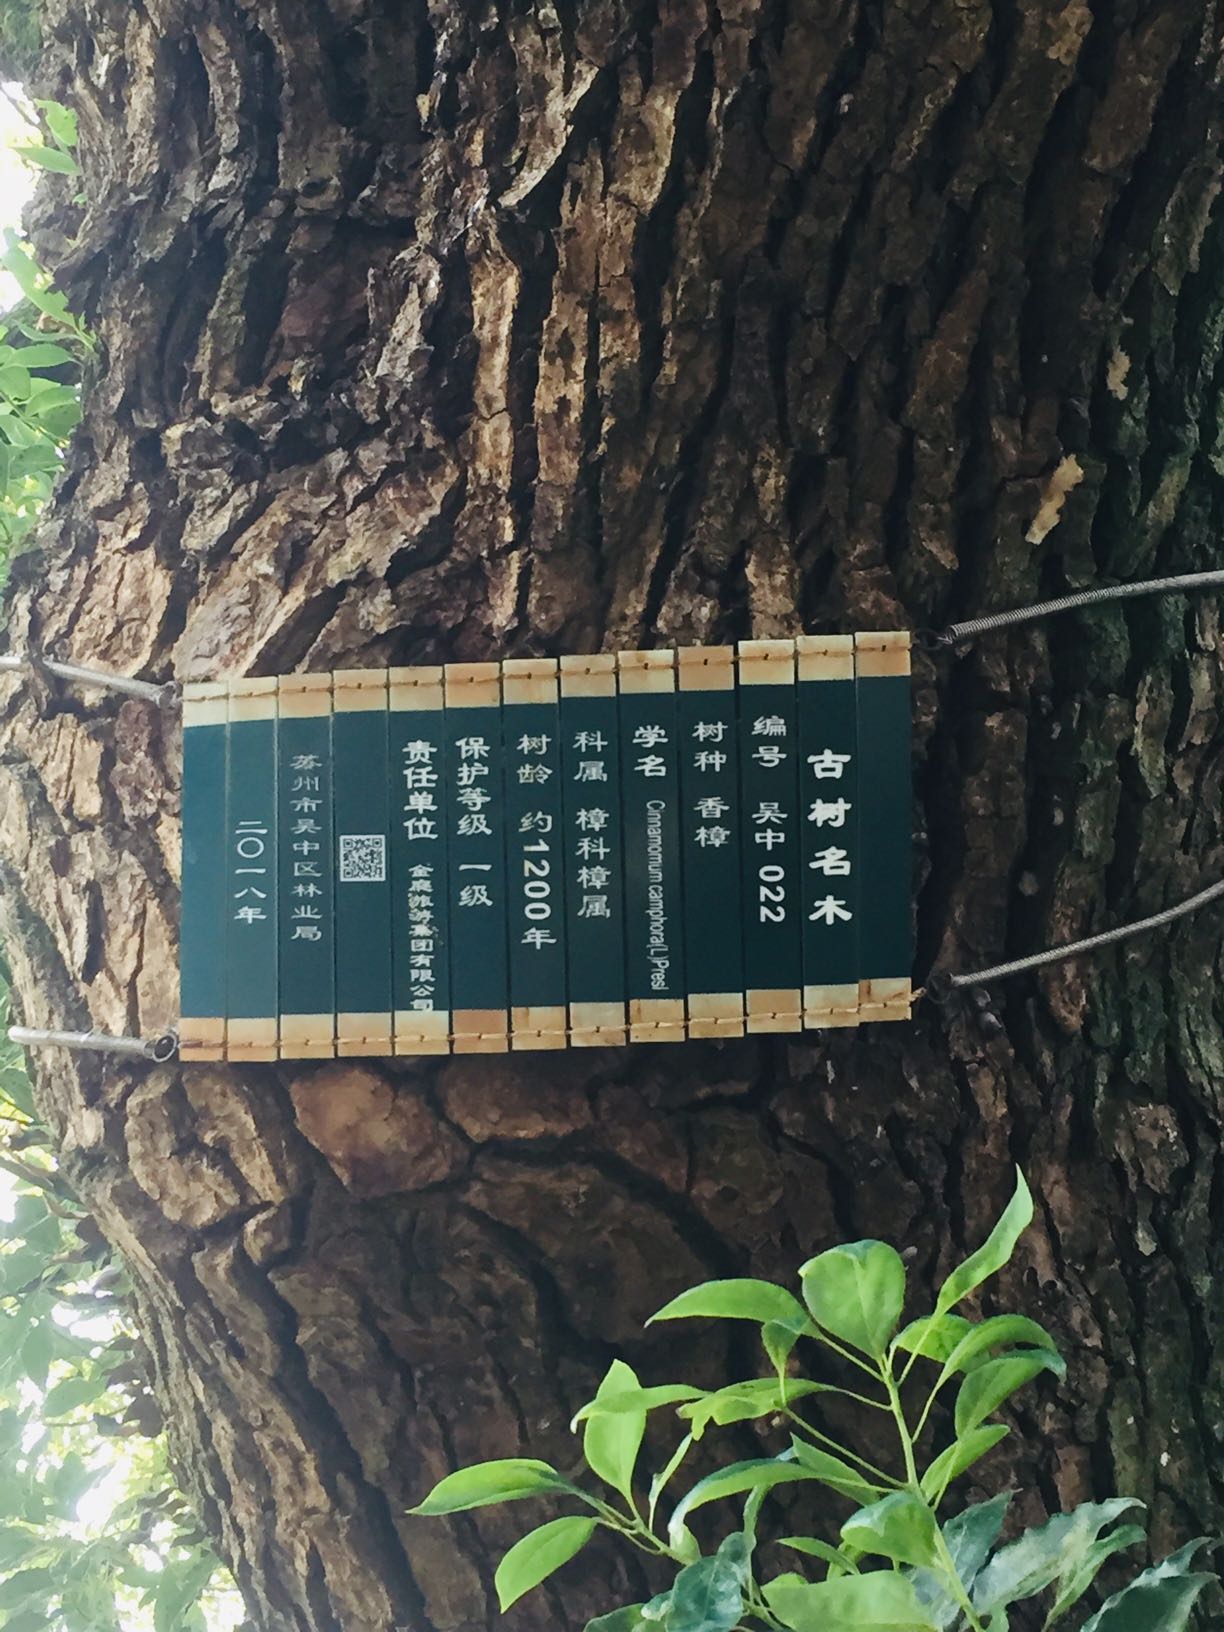 古树名木
编号 吴中 022
树种 香樟
学名 Cinnamomum camphora(L.)Presl
科属 樟科樟属
树龄 约1200年
保护等级 一级
责任单位 金庭旅游集团有限公司
苏州市吴中区林业局
二〇一八年